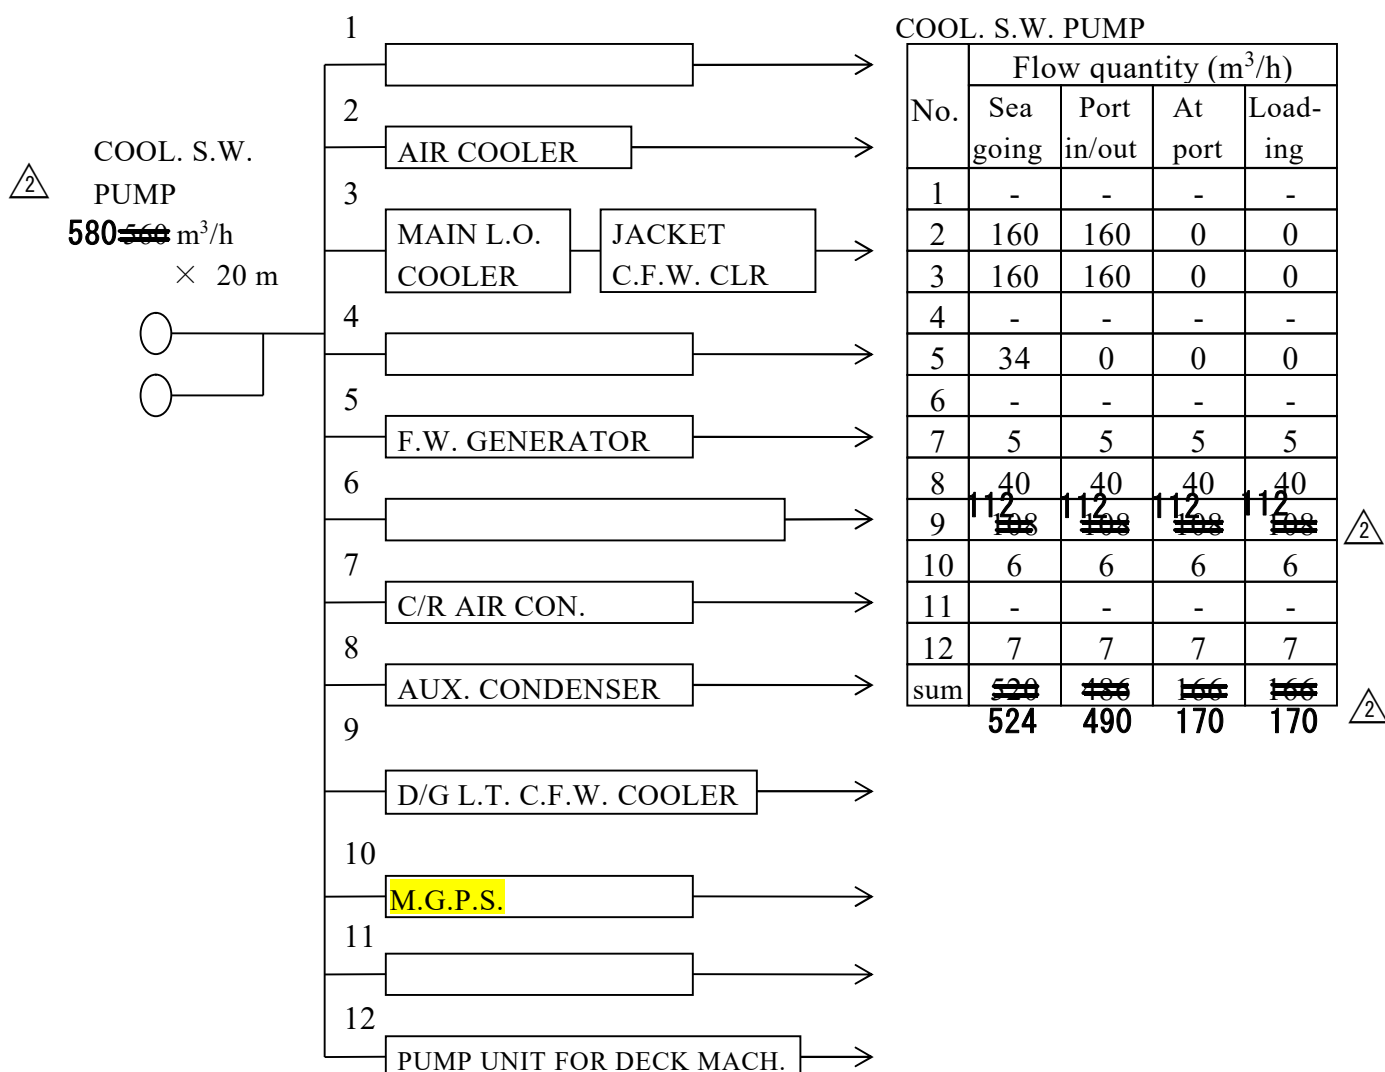 1
2
COOL. S.W.
PUMP
2
580 560 m³/h
× 20 m
AIR COOLER
3
MAIN L.O.
COOLER
JACKET
C.F.W. CLR
4
5
F.W. GENERATOR
6
7
C/R AIR CON.
8
AUX. CONDENSER
9
D/G L.T. C.F.W. COOLER
10
M.G.P.S.
11
12
PUMP UNIT FOR DECK MACH.
COOL. S.W. PUMP
Flow quantity (m³/h)
No. Sea going Port in/out At port Load-ing
1 - - - -
2 160 160 0 0
3 160 160 0 0
4 - - - -
5 34 0 0 0
6 - - - -
7 5 5 5 5
8 40 40 40 40
112 112 112 112
9 108 108 108 108
2
10 6 6 6 6
11 - - - -
12 7 7 7 7
sum 520 486 166 166
2
524 490 170 170